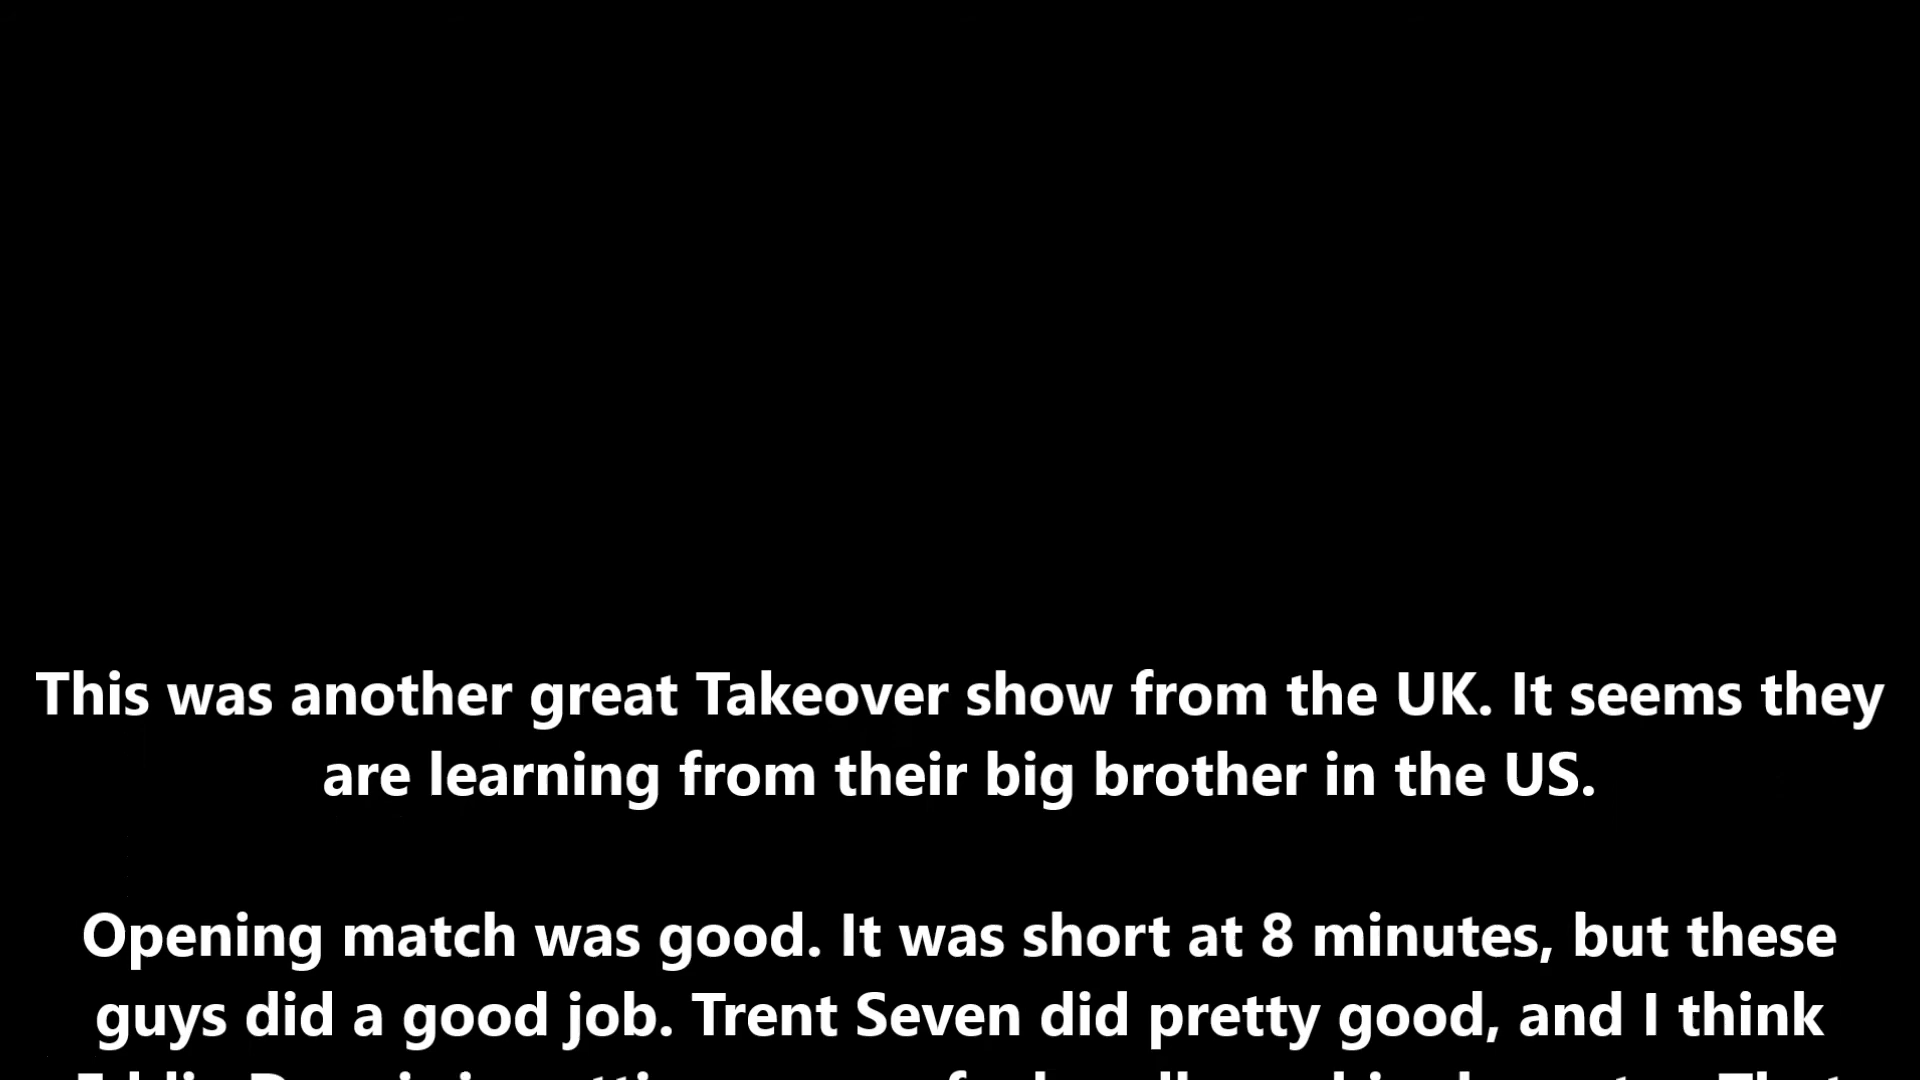 This was another great Takeover show from the UK. It seems they
are learning from their big brother in the US.
Opening match was good. It was short at 8 minutes, but these
guys did a good job. Trent Seven did pretty good, and I think